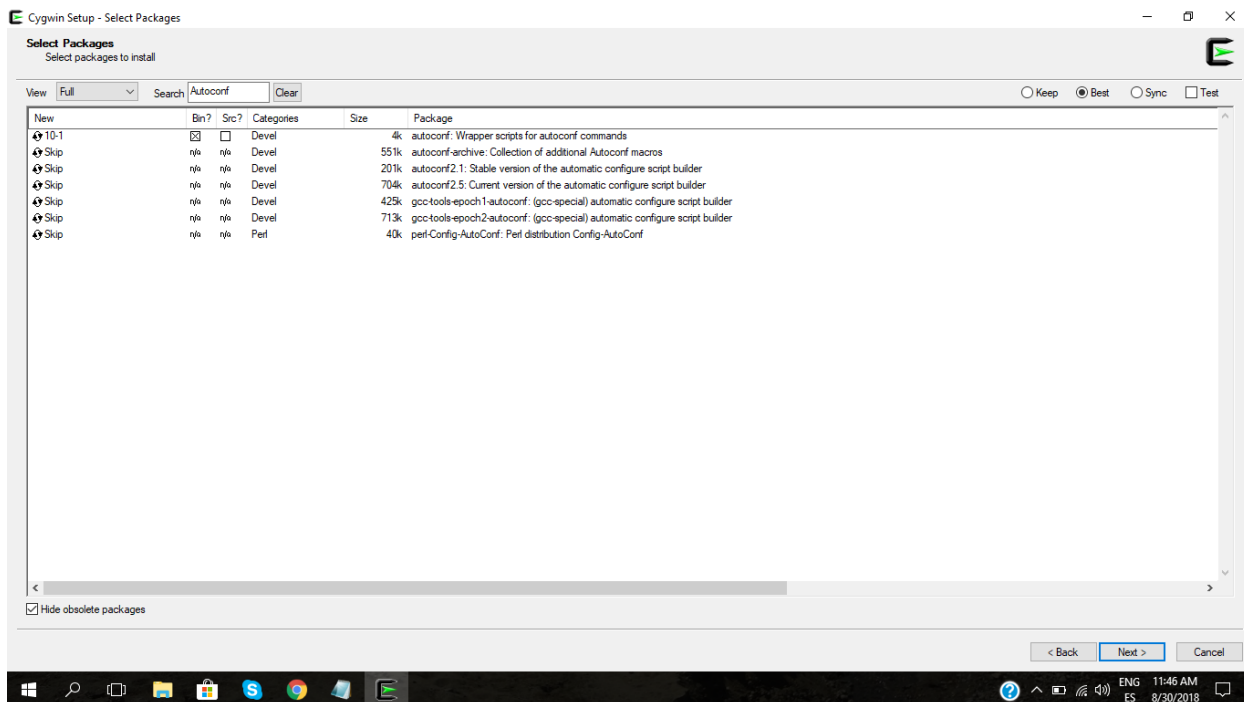 Cygwin Setup - Select Packages
Select Packages
Select packages to install
View Full Search Autoconf Clear Keep Best Sync Test
New Bin? Src? Categories Size Package
10-1 Devel 4k autoconf: Wrapper scripts for autoconf commands
Skip n/a n/a Devel 551k autoconf-archive: Collection of additional Autoconf macros
Skip n/a n/a Devel 201k autoconf2.1: Stable version of the automatic configure script builder
Skip n/a n/a Devel 704k autoconf2.5: Current version of the automatic configure script builder
Skip n/a n/a Devel 425k gcc-tools-epoch1-autoconf: (gcc-special) automatic configure script builder
Skip n/a n/a Devel 713k gcc-tools-epoch2-autoconf: (gcc-special) automatic configure script builder
Skip n/a n/a Perl 40k perl-Config-AutoConf: Perl distribution Config-AutoConf
Hide obsolete packages
< Back Next > Cancel
ENG 11:46 AM
ES 8/30/2018